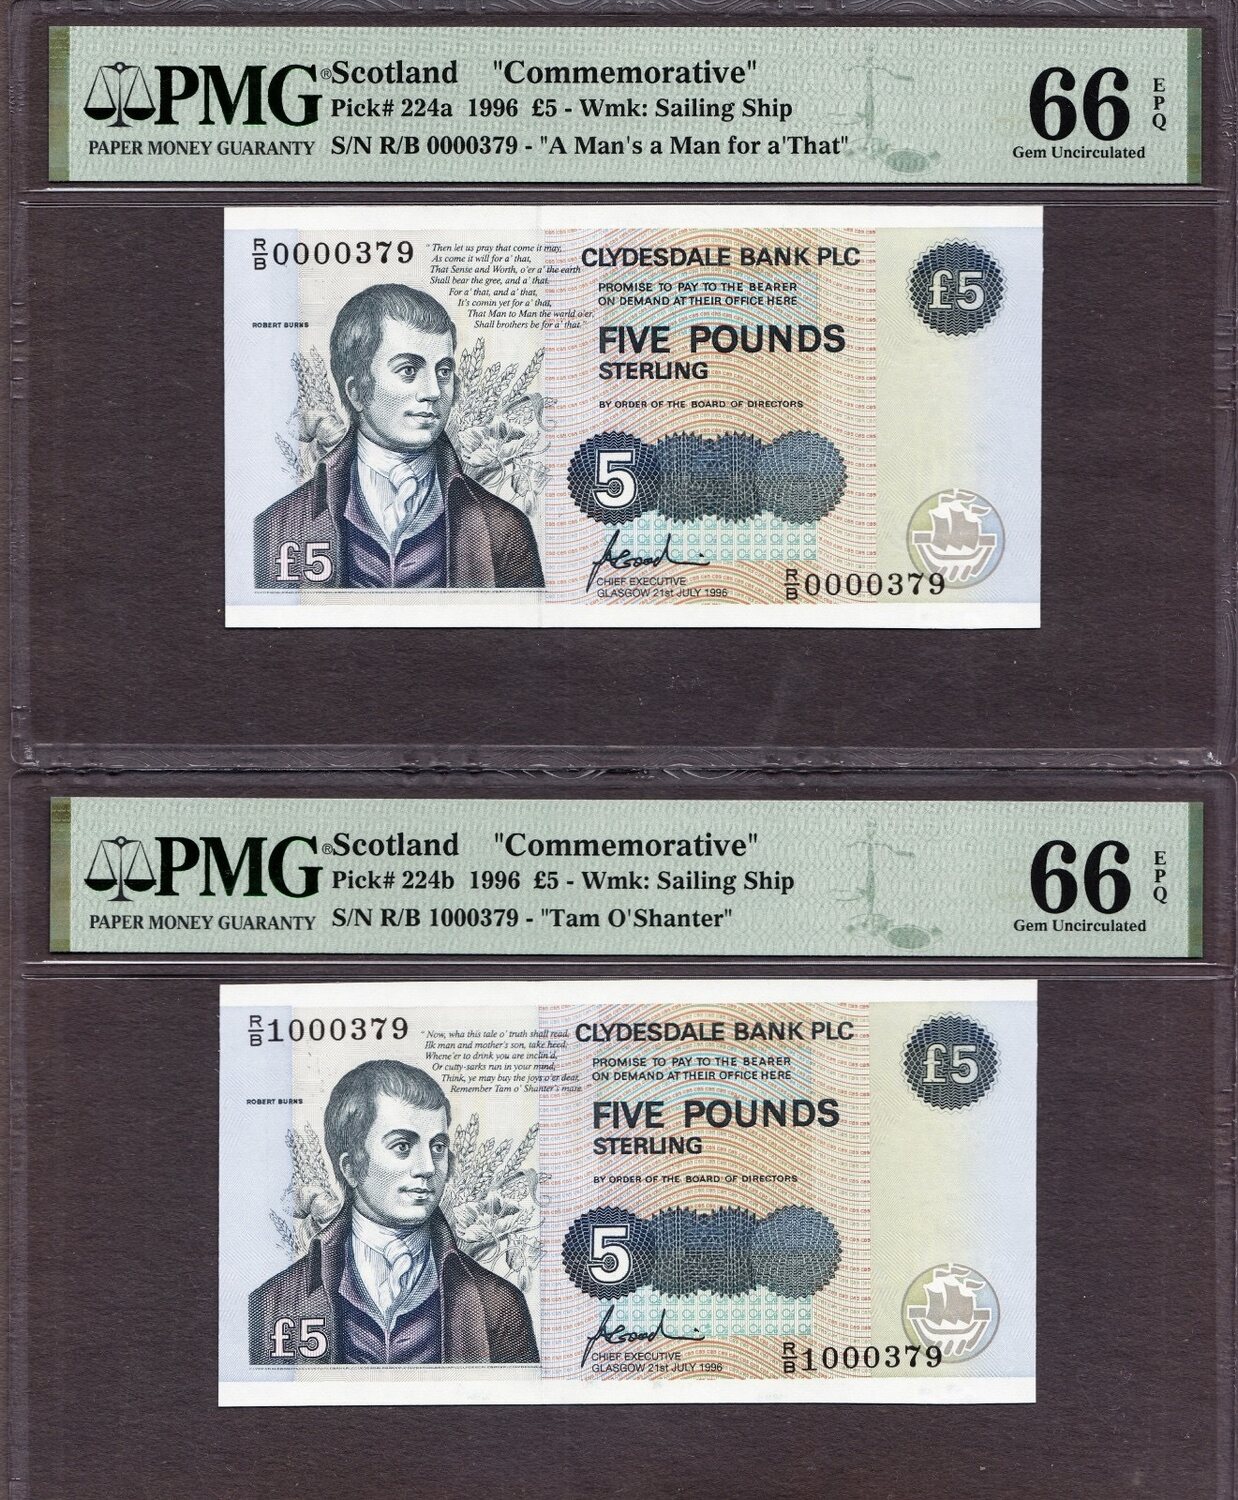 PMG®
PAPER MONEY GUARANTY
Scotland "Commemorative"
Pick# 224a 1996 £5 - Wmk: Sailing Ship
S/N R/B 0000379 - "A Man's a Man for a'That"
66 EPQ
Gem Uncirculated
R/B 0000379
" Then let us pray that come it may,
As come it will for a' that,
That Sense and Worth, o'er a' the earth
Shall bear the gree, and a' that.
For a' that, and a' that,
It's comin yet for a' that,
That Man to Man the world o'er,
Shall brothers be for a' that."
ROBERT BURNS
£5
CLYDESDALE BANK PLC
PROMISE TO PAY TO THE BEARER
ON DEMAND AT THEIR OFFICE HERE
FIVE POUNDS
STERLING
BY ORDER OF THE BOARD OF DIRECTORS
5
CHIEF EXECUTIVE
GLASGOW 21st JULY 1996
£5
R/B 0000379
PMG®
PAPER MONEY GUARANTY
Scotland "Commemorative"
Pick# 224b 1996 £5 - Wmk: Sailing Ship
S/N R/B 1000379 - "Tam O'Shanter"
66 EPQ
Gem Uncirculated
R/B 1000379
" Now, wha this tale o' truth shall read,
Ilk man and mother's son, take heed;
Whene'er to drink you are inclin'd,
Or cutty-sarks run in your mind,
Think, ye may buy the joys o'er dear,
Remember Tam o' Shanter's mare.
ROBERT BURNS
£5
CLYDESDALE BANK PLC
PROMISE TO PAY TO THE BEARER
ON DEMAND AT THEIR OFFICE HERE
FIVE POUNDS
STERLING
BY ORDER OF THE BOARD OF DIRECTORS
5
CHIEF EXECUTIVE
GLASGOW 21st JULY 1996
£5
R/B 1000379